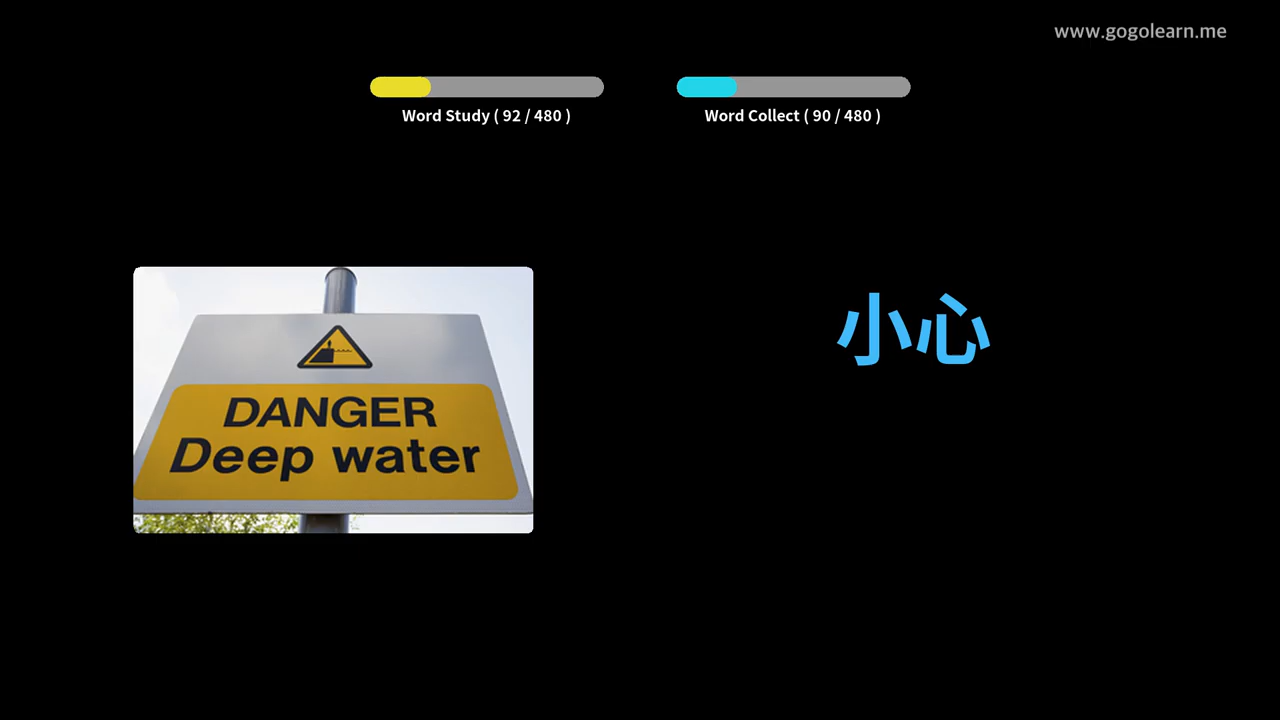 www.gogolearn.me
Word Study ( 92 / 480 )
Word Collect ( 90 / 480 )
DANGER
Deep water
小心